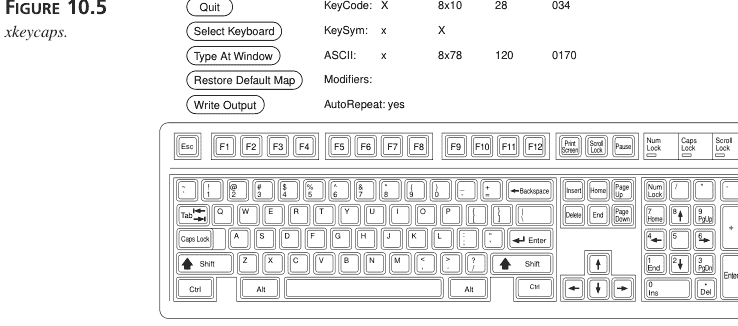 FIGURE 10.5
xkeycaps.
Quit KeyCode: X 8x10 28 034
Select Keyboard KeySym: x X
Type At Window ASCII: x 8x78 120 0170
Restore Default Map Modifiers:
Write Output AutoRepeat: yes
Esc F1 F2 F3 F4 F5 F6 F7 F8 F9 F10 F11 F12 Print Screen Scroll Lock Pause Num Lock Caps Lock Scroll Lock
~ ` ! 1 @ 2 # 3 $ 4 % 5 ^ 6 & 7 * 8 ( 9 ) 0 _ - + = Backspace Insert Home Page Up Num Lock / * -
Tab Q W E R T Y U I O P { [ } ] | \ Delete End Page Down 7 Home 8 9 PgUp +
Caps Lock A S D F G H J K L : ; " ' Enter 4 5 6
Shift Z X C V B N M < , > . ? / Shift 1 End 2 3 PgDn Enter
Ctrl Alt Alt Ctrl 0 Ins . Del